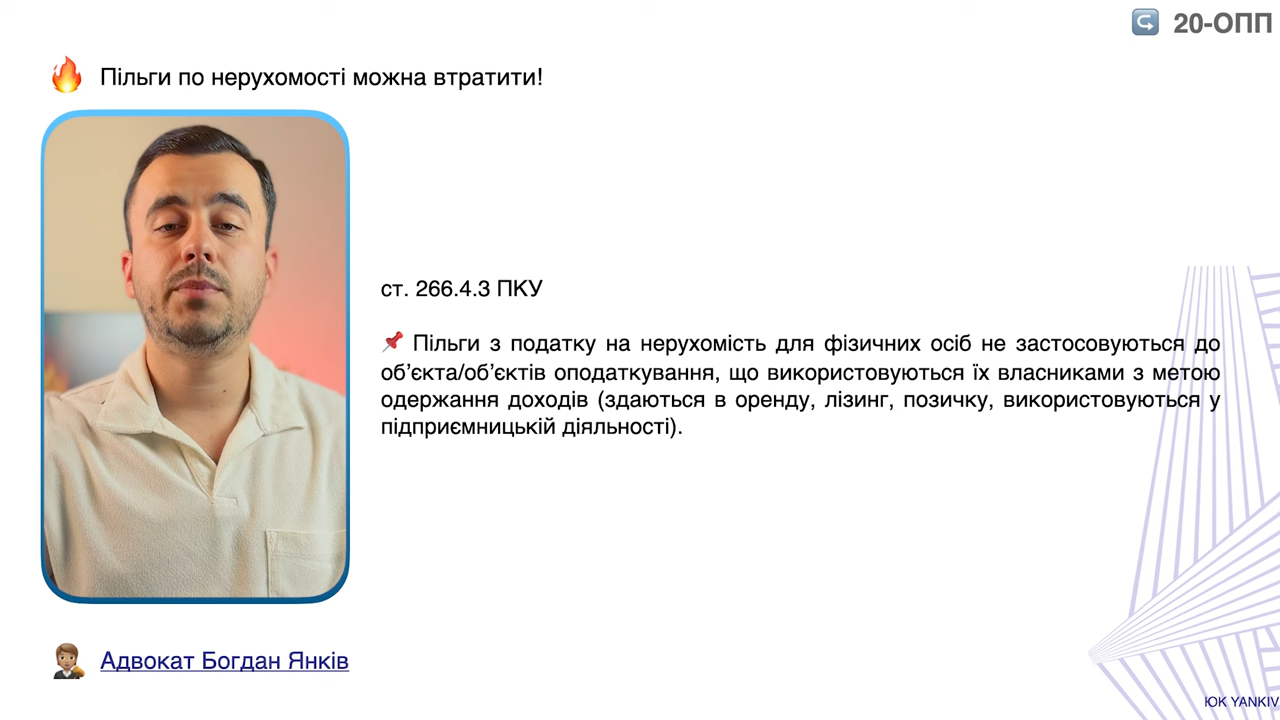 20-ОПП
Пільги по нерухомості можна втратити!
ст. 266.4.3 ПКУ
Пільги з податку на нерухомість для фізичних осіб не застосовуються до
об’єкта/об’єктів оподаткування, що використовуються їх власниками з метою
одержання доходів (здаються в оренду, лізинг, позичку, використовуються у
підприємницькій діяльності).
Адвокат Богдан Янків
ЮК YANKIV